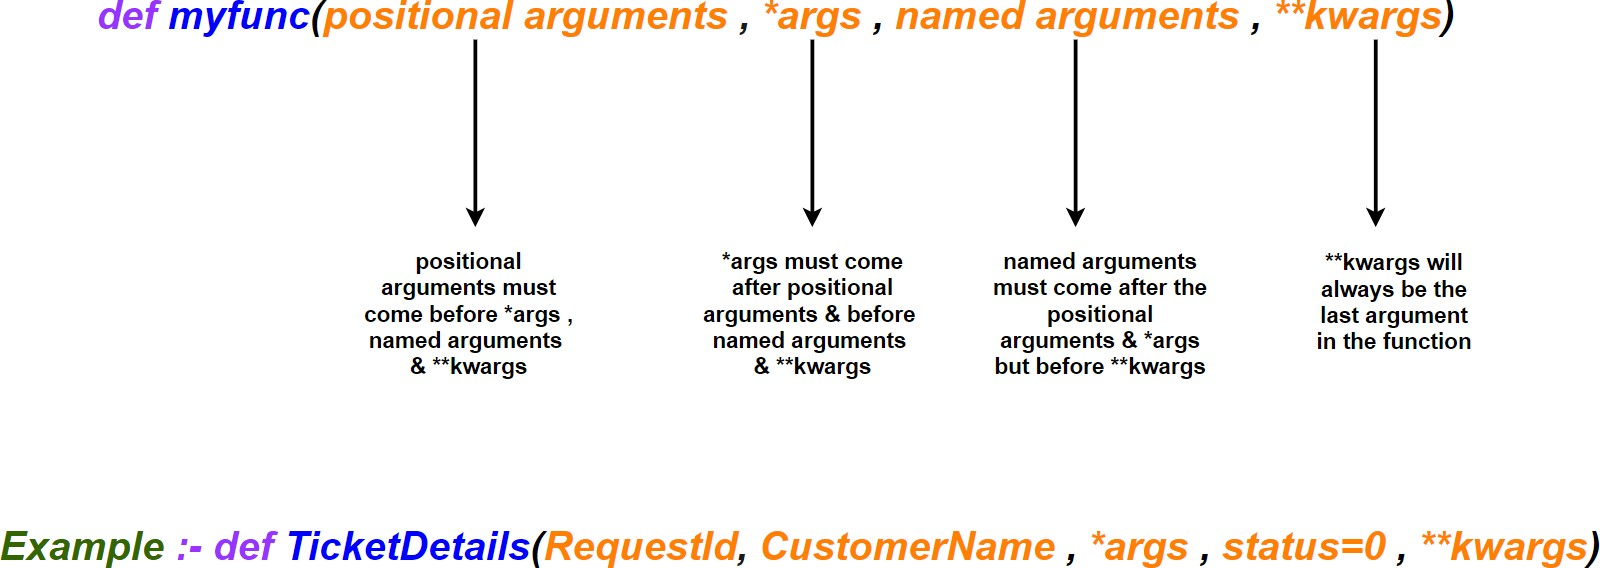 def myfunc(positional arguments , *args , named arguments , **kwargs)
positional
arguments must
come before *args ,
named arguments
& **kwargs
*args must come
after positional
arguments & before
named arguments
& **kwargs
named arguments
must come after the
positional
arguments & *args
but before **kwargs
**kwargs will
always be the
last argument
in the function
Example :- def TicketDetails(RequestId, CustomerName , *args , status=0 , **kwargs)